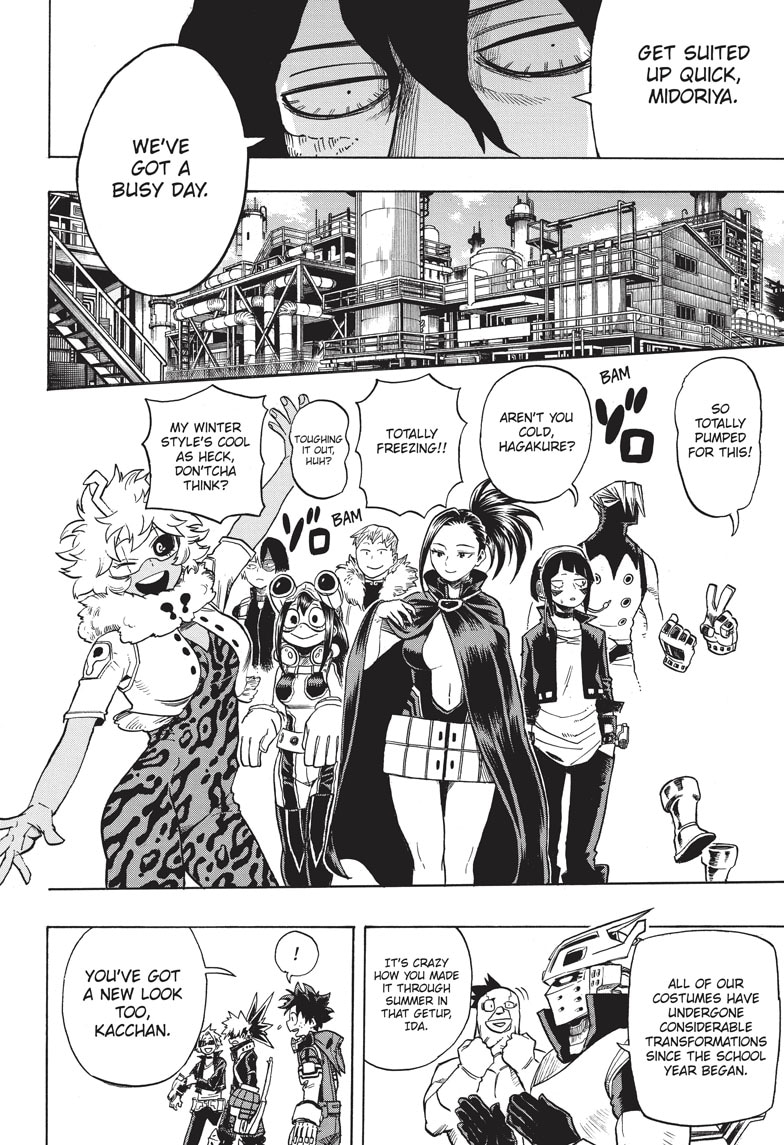 GET SUITED
UP QUICK,
MIDORIYA.
WE'VE
GOT A
BUSY DAY.
SO
TOTALLY
PUMPED
FOR THIS!
BAM
ゾロ
AREN'T YOU
COLD,
HAGAKURE?
TOTALLY
FREEZING!!
TOUGHING
IT OUT,
HUH?
BAM
ゾロ
MY WINTER
STYLE'S COOL
AS HECK,
DON'TCHA
THINK?
ALL OF OUR
COSTUMES HAVE
UNDERGONE
CONSIDERABLE
TRANSFORMATIONS
SINCE THE SCHOOL
YEAR BEGAN.
IT'S CRAZY
HOW YOU MADE
IT THROUGH
SUMMER IN
THAT GETUP,
IDA.
!
YOU'VE GOT
A NEW LOOK
TOO,
KACCHAN.